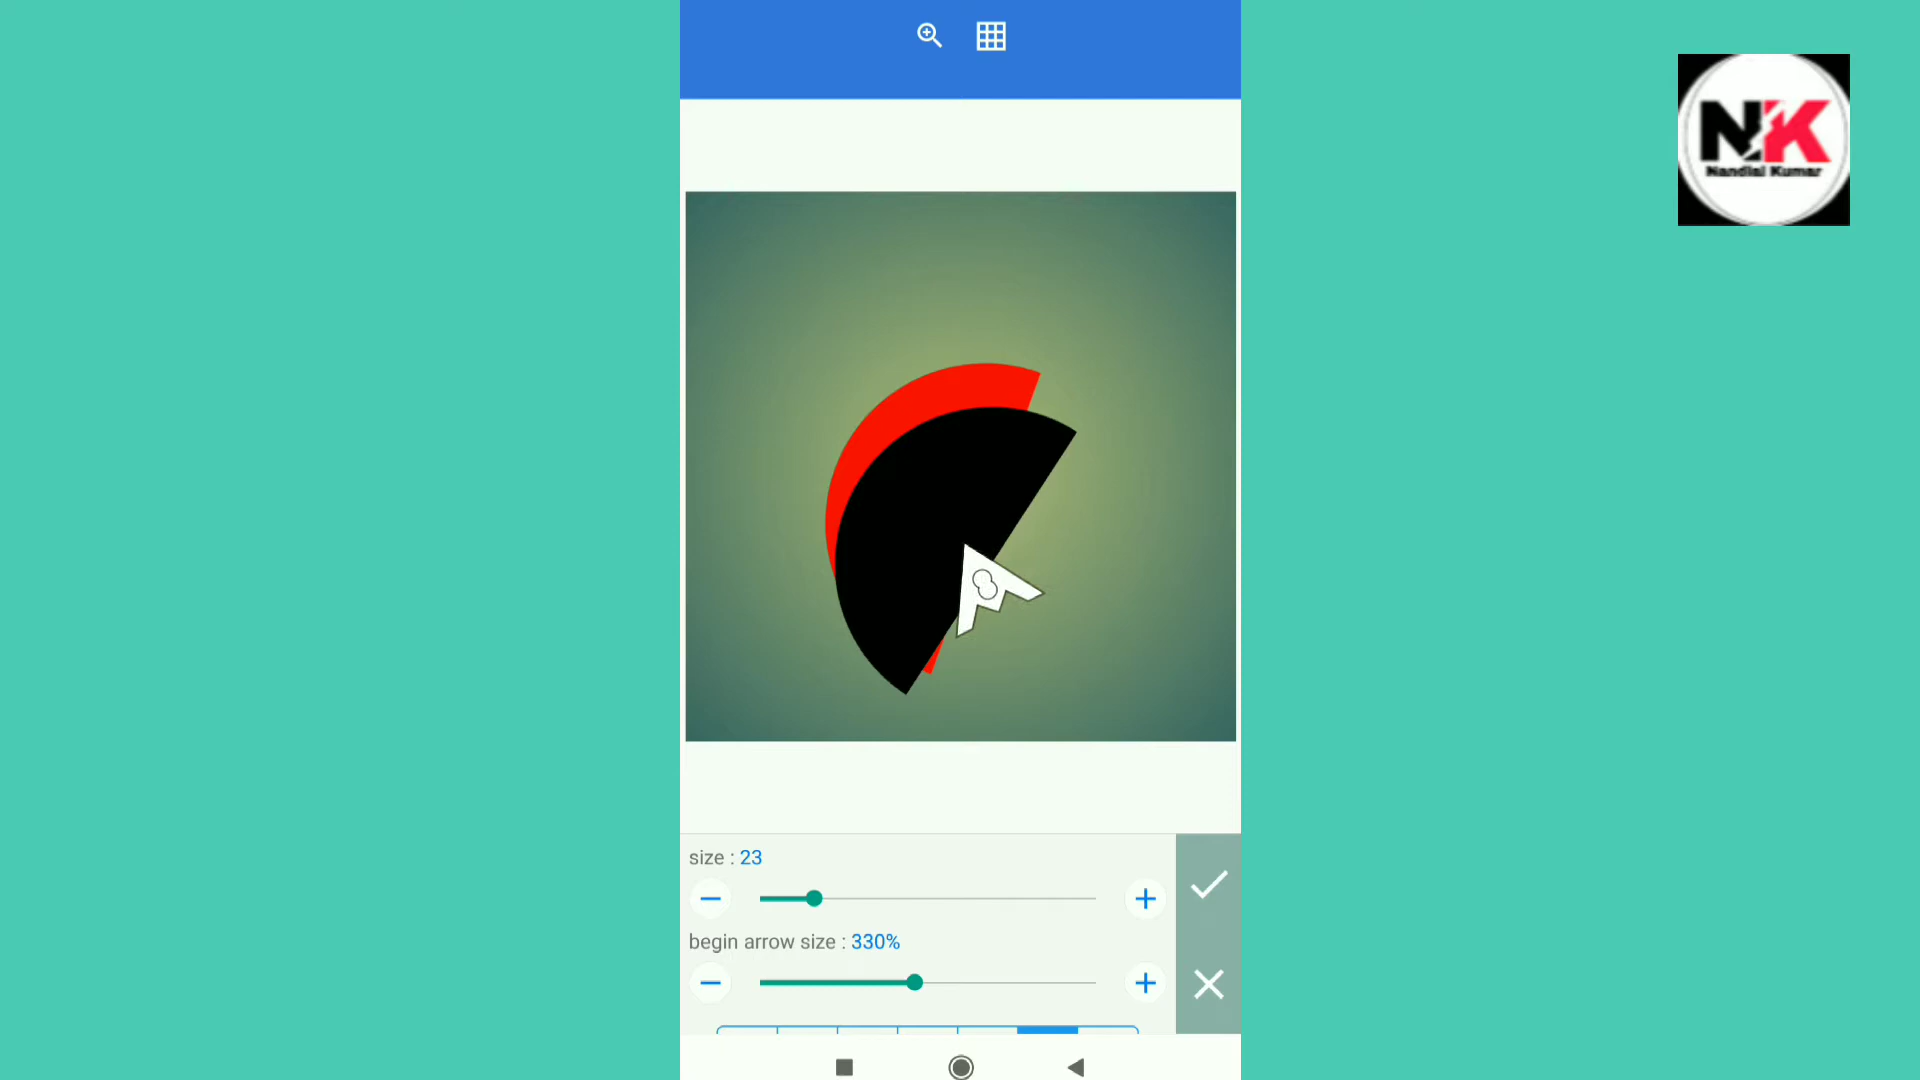 NK
Nandlal Kumar
size : 23
begin arrow size : 330%